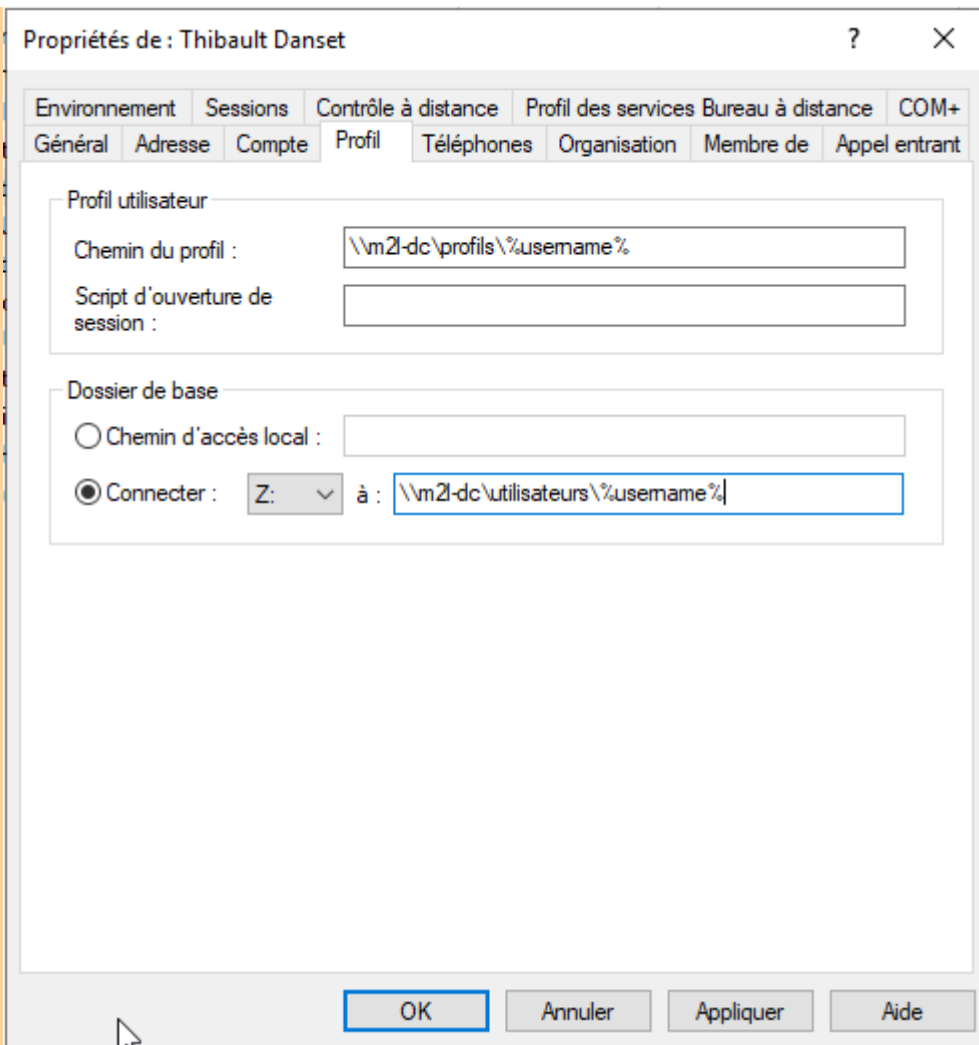 Propriétés de : Thibault Danset ?
Environnement Sessions Contrôle à distance Profil des services Bureau à distance COM+
Général Adresse Compte Profil Téléphones Organisation Membre de Appel entrant
Profil utilisateur
Chemin du profil : \\m2l-dc\profils\%username%
Script d'ouverture de
session :
Dossier de base
Chemin d'accès local :
Connecter : Z: à : \\m2l-dc\utilisateurs\%username%
OK Annuler Appliquer Aide